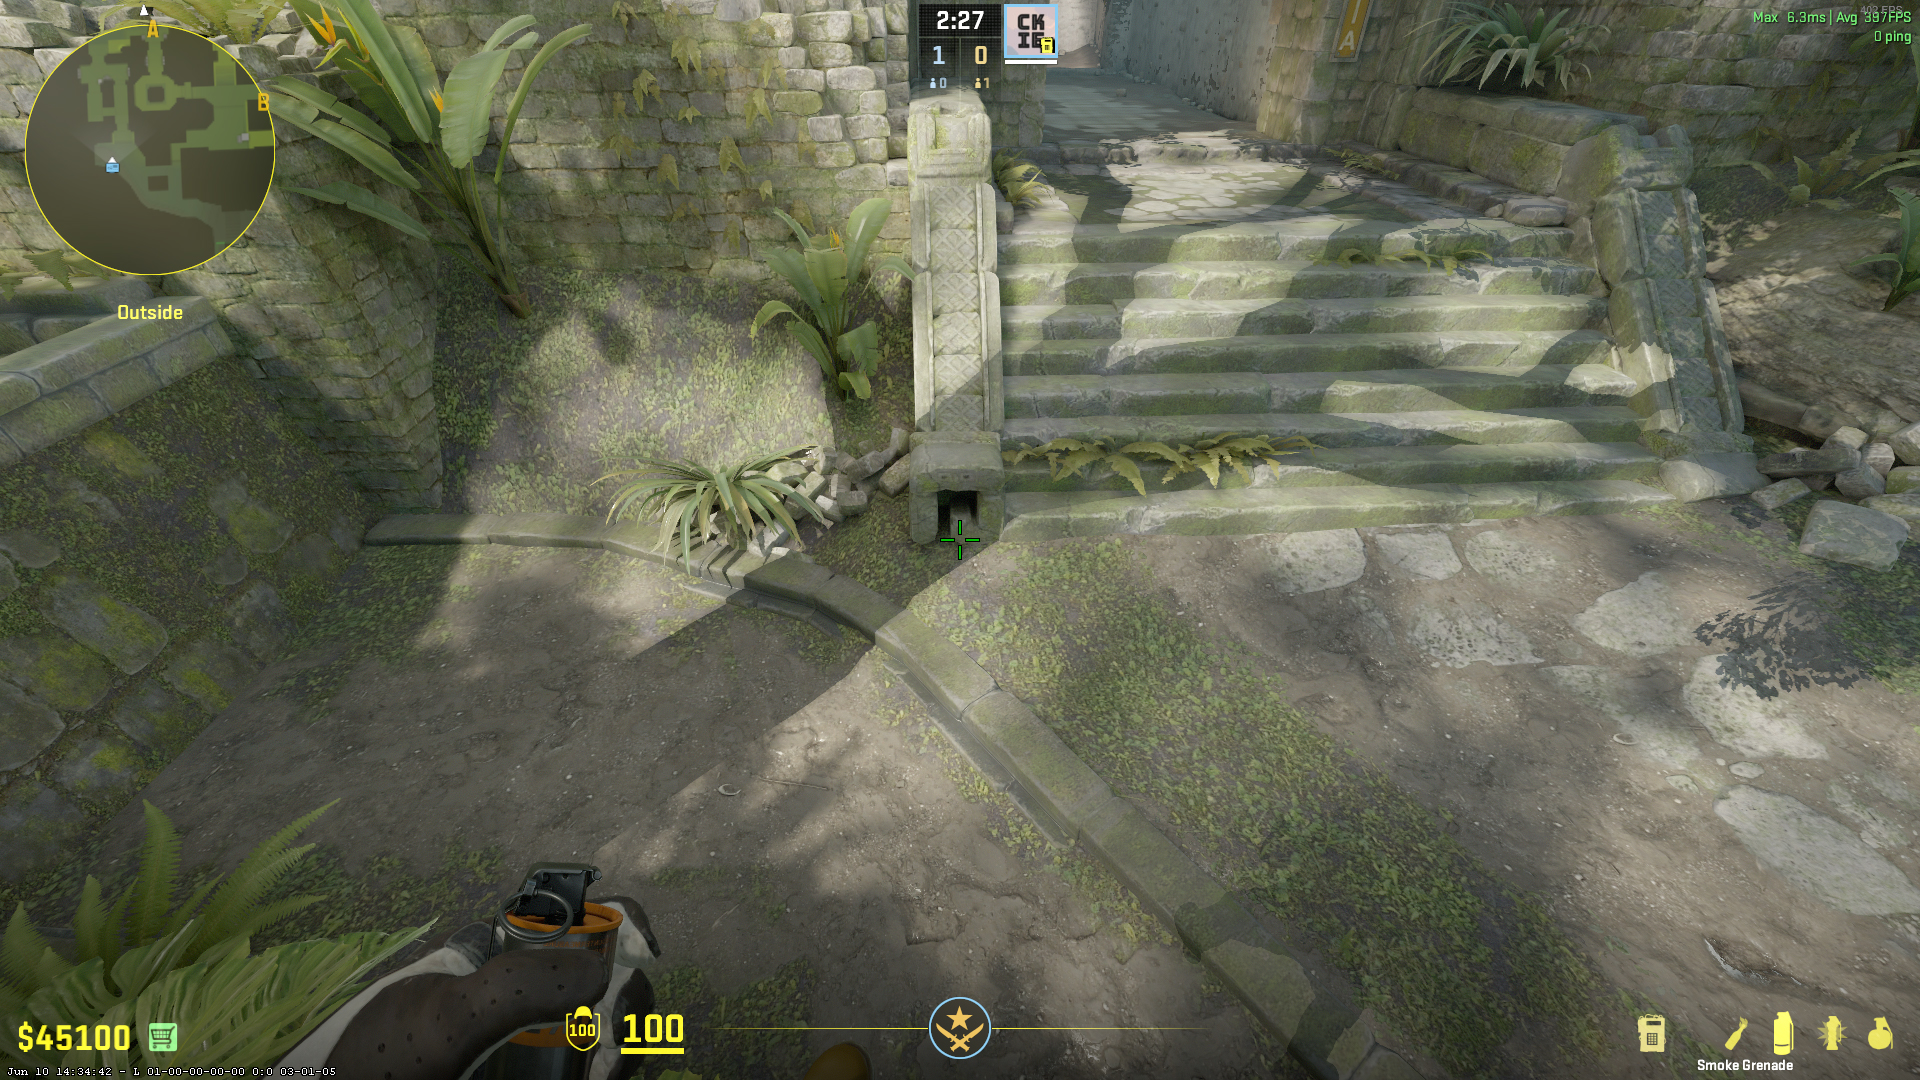 A
B
Outside
2:27
1 0
0 1
CK
A
Max 6.3ms | Avg 397FPS
0 ping
$45100
100
100
Smoke Grenade
Jun 10 14:34:42 - L 01-00-00-00-00 0:0 03-01-05